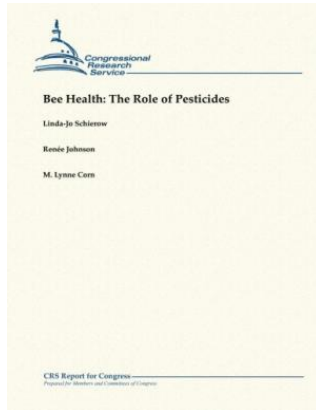 Congressional
Research
Service
Bee Health: The Role of Pesticides
Linda-Jo Schierow
Renée Johnson
M. Lynne Corn
CRS Report for Congress
Prepared for Members and Committees of Congress